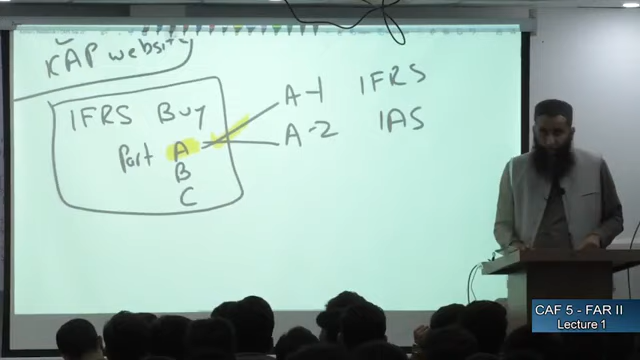 KAP website
IFRS BUY
Part A
B
C
A-1 IFRS
A-2 IAS
CAF 5 - FAR II
Lecture 1